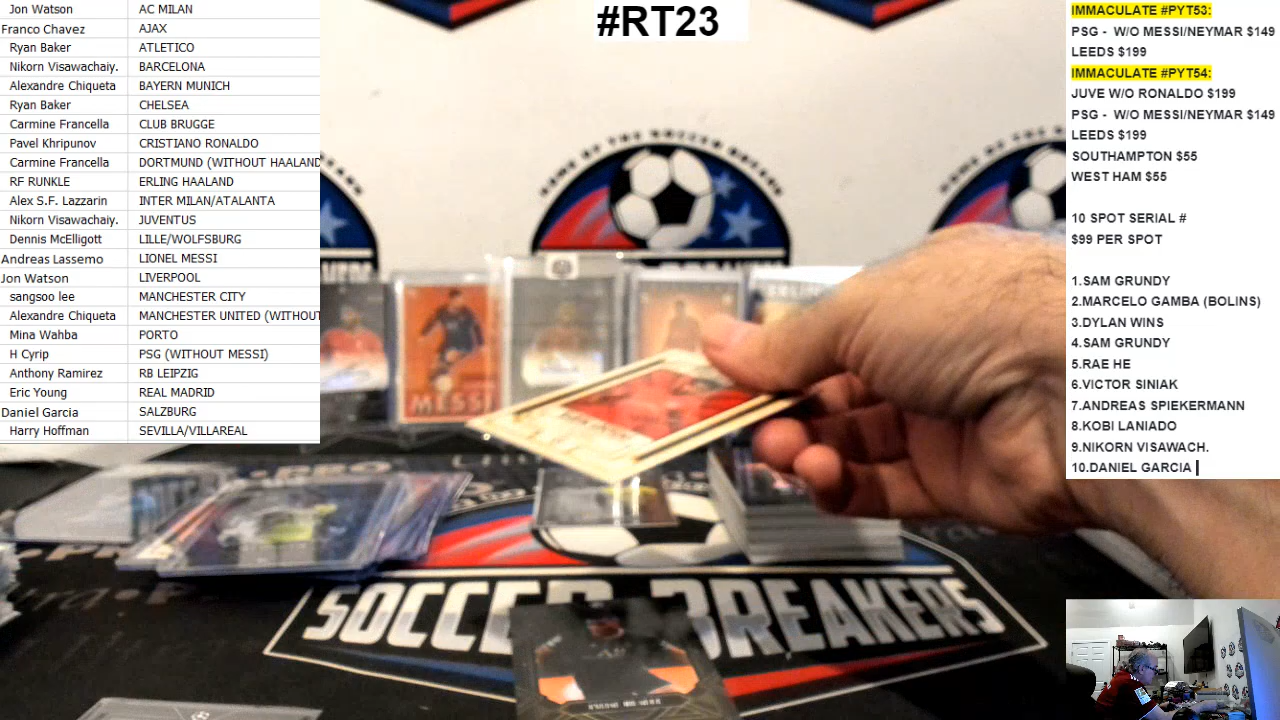 #RT23
Jon Watson AC MILAN
Franco Chavez AJAX
Ryan Baker ATLETICO
Nikorn Visawachaiy. BARCELONA
Alexandre Chiqueta BAYERN MUNICH
Ryan Baker CHELSEA
Carmine Francella CLUB BRUGGE
Pavel Khripunov CRISTIANO RONALDO
Carmine Francella DORTMUND (WITHOUT HAALAND
RF RUNKLE ERLING HAALAND
Alex S.F. Lazzarin INTER MILAN/ATALANTA
Nikorn Visawachaiy. JUVENTUS
Dennis McElligott LILLE/WOLFSBURG
Andreas Lassemo LIONEL MESSI
Jon Watson LIVERPOOL
sangsoo lee MANCHESTER CITY
Alexandre Chiqueta MANCHESTER UNITED (WITHOUT
Mina Wahba PORTO
H Cyrip PSG (WITHOUT MESSI)
Anthony Ramirez RB LEIPZIG
Eric Young REAL MADRID
Daniel Garcia SALZBURG
Harry Hoffman SEVILLA/VILLAREAL
IMMACULATE #PYT53:
PSG - W/O MESSI/NEYMAR $149
LEEDS $199
IMMACULATE #PYT54:
JUVE W/O RONALDO $199
PSG - W/O MESSI/NEYMAR $149
LEEDS $199
SOUTHAMPTON $55
WEST HAM $55
10 SPOT SERIAL #
$99 PER SPOT
1.SAM GRUNDY
2.MARCELO GAMBA (BOLINS)
3.DYLAN WINS
4.SAM GRUNDY
5.RAE HE
6.VICTOR SINIAK
7.ANDREAS SPIEKERMANN
8.KOBI LANIADO
9.NIKORN VISAWACH.
10.DANIEL GARCIA
MESSI
SOCCER BREAKERS